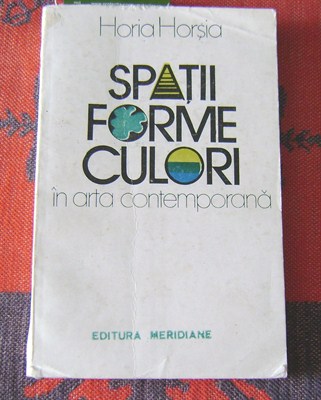 Horia Horșia
SPAȚII
FORME
CULORI
în arta contemporană
EDITURA MERIDIANE